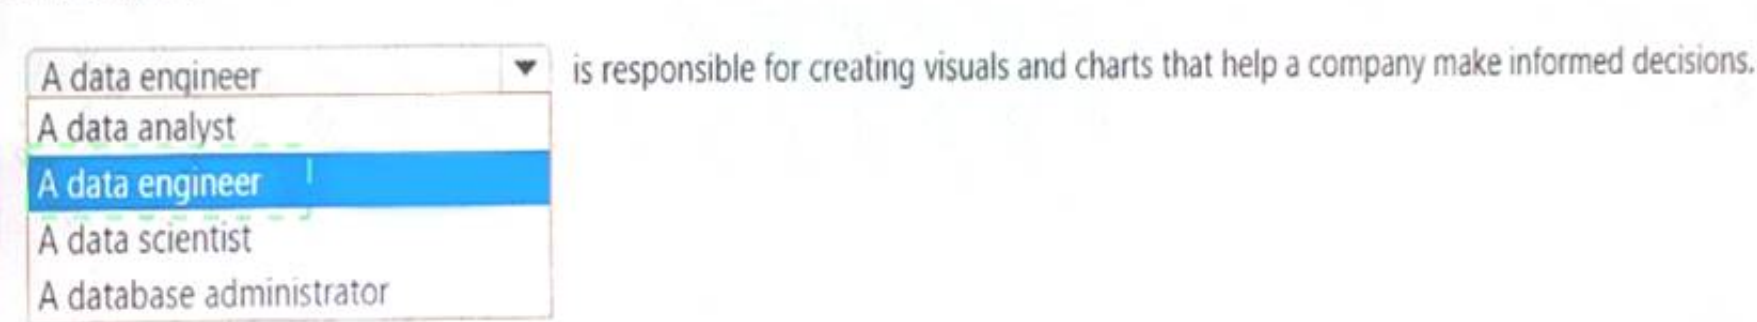 A data engineer is responsible for creating visuals and charts that help a company make informed decisions.
A data analyst
A data engineer
A data scientist
A database administrator